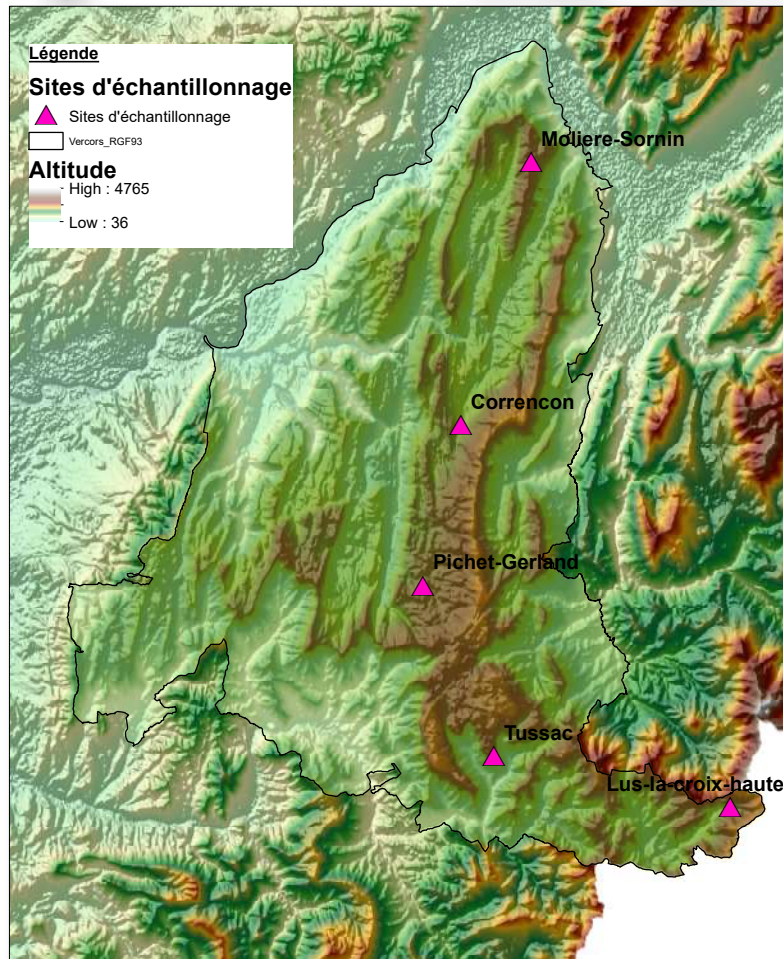 Légende
Sites d'échantillonnage
Sites d'échantillonnage
Vercors_RGF93
Altitude
High : 4765
Low : 36
Moliere-Sornin
Correncon
Pichet-Gerland
Tussac
Lus-la-croix-haute